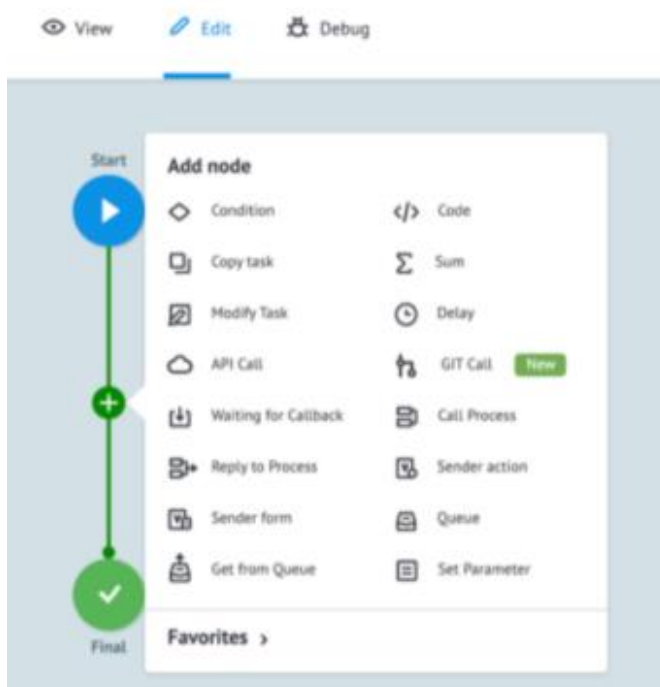 View Edit Debug
Start
Add node
Condition </> Code
Copy task Σ Sum
Modify Task Delay
API Call GIT Call New
Waiting for Callback Call Process
Reply to Process Sender action
Sender form Queue
Get from Queue Set Parameter
Final
Favorites >